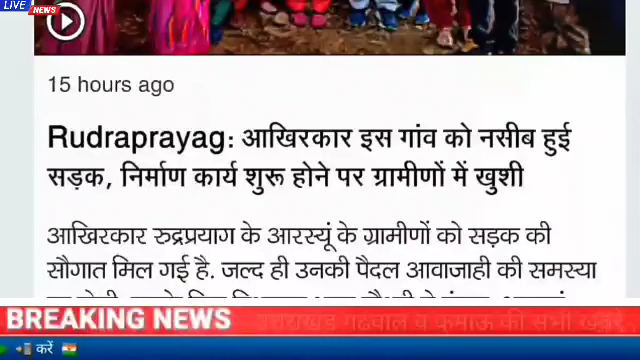 LIVE
NEWS
15 hours ago
Rudraprayag: आखिरकार इस गांव को नसीब हुई
सड़क, निर्माण कार्य शुरू होने पर ग्रामीणों में खुशी
आखिरकार रुद्रप्रयाग के आरस्यूं के ग्रामीणों को सड़क की
सौगात मिल गई है. जल्द ही उनकी पैदल आवाजाही की समस्या
BREAKING NEWS
उत्तराखंड गढ़वाल व कुमाऊं की सभी खबरें
करें